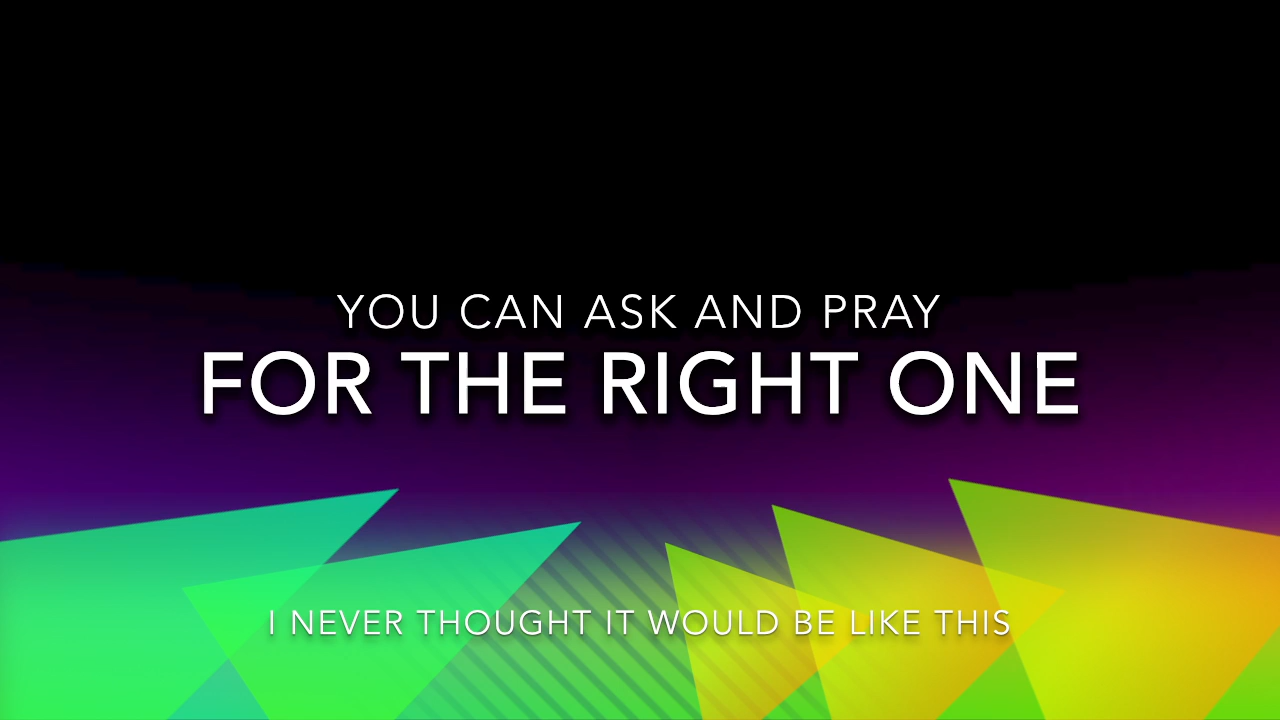 YOU CAN ASK AND PRAY
FOR THE RIGHT ONE
I NEVER THOUGHT IT WOULD BE LIKE THIS